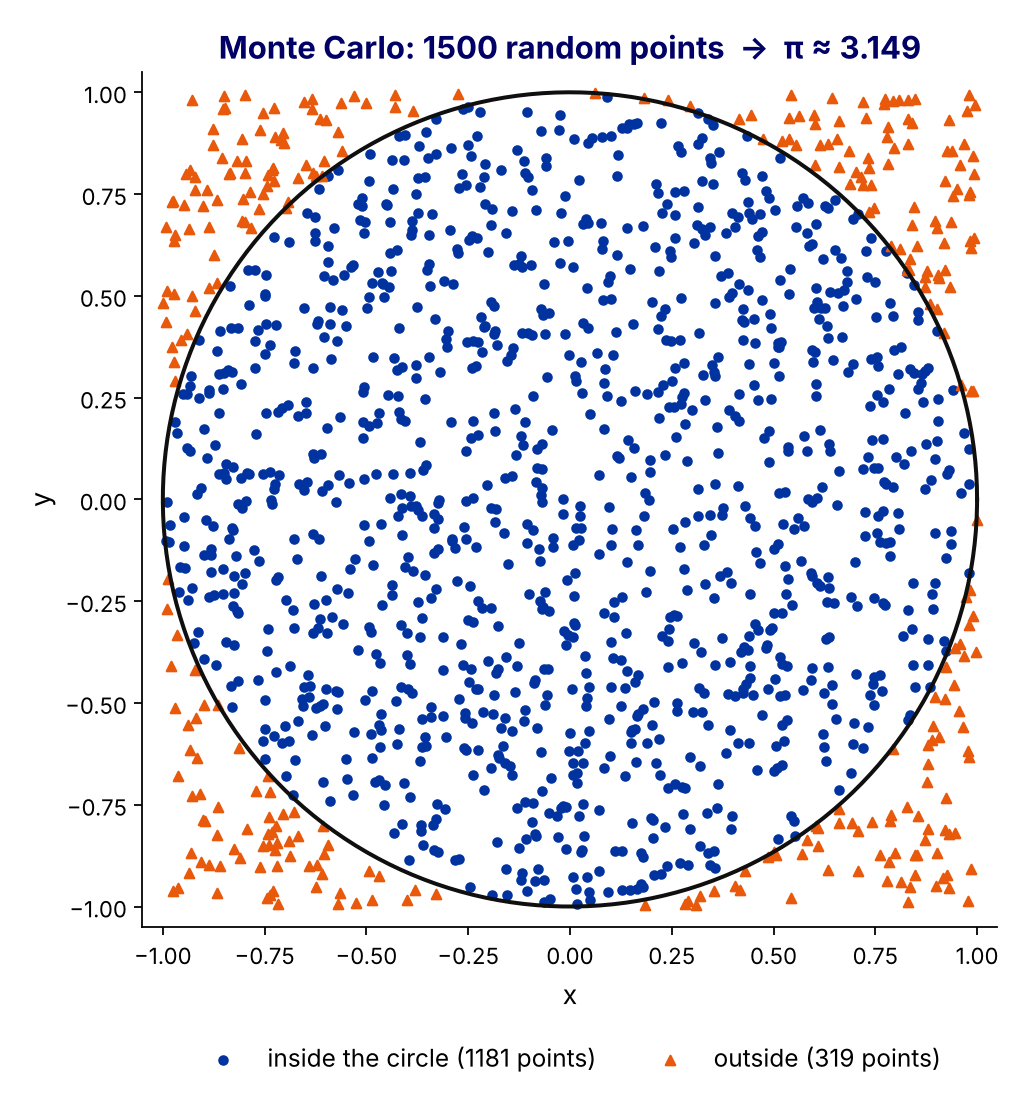 Monte Carlo: 1500 random points → π ≈ 3.149
1.00
0.75
0.50
0.25
0.00
−0.25
−0.50
−0.75
−1.00
y
−1.00 −0.75 −0.50 −0.25 0.00 0.25 0.50 0.75 1.00
x
inside the circle (1181 points) outside (319 points)